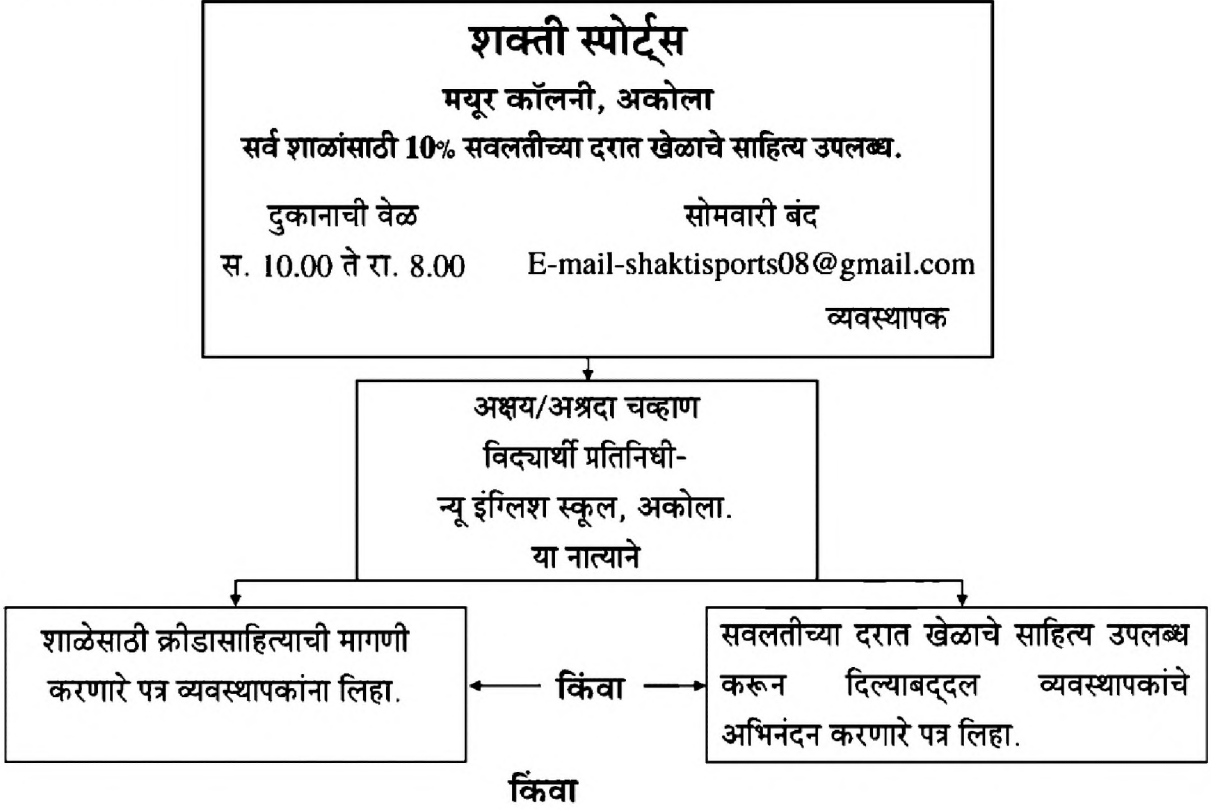 शक्ती स्पोर्ट्स
मयूर कॉलनी, अकोला
सर्व शाळांसाठी 10% सवलतीच्या दरात खेळाचे साहित्य उपलब्ध.
दुकानाची वेळ
स. 10.00 ते रा. 8.00
सोमवारी बंद
E-mail-shaktisports08@gmail.com
व्यवस्थापक
अक्षय/अश्रदा चव्हाण
विद्यार्थी प्रतिनिधी-
न्यू इंग्लिश स्कूल, अकोला.
या नात्याने
शाळेसाठी क्रीडासाहित्याची मागणी
करणारे पत्र व्यवस्थापकांना लिहा.
किंवा
सवलतीच्या दरात खेळाचे साहित्य उपलब्ध
करून दिल्याबद्दल व्यवस्थापकांचे
अभिनंदन करणारे पत्र लिहा.
किंवा